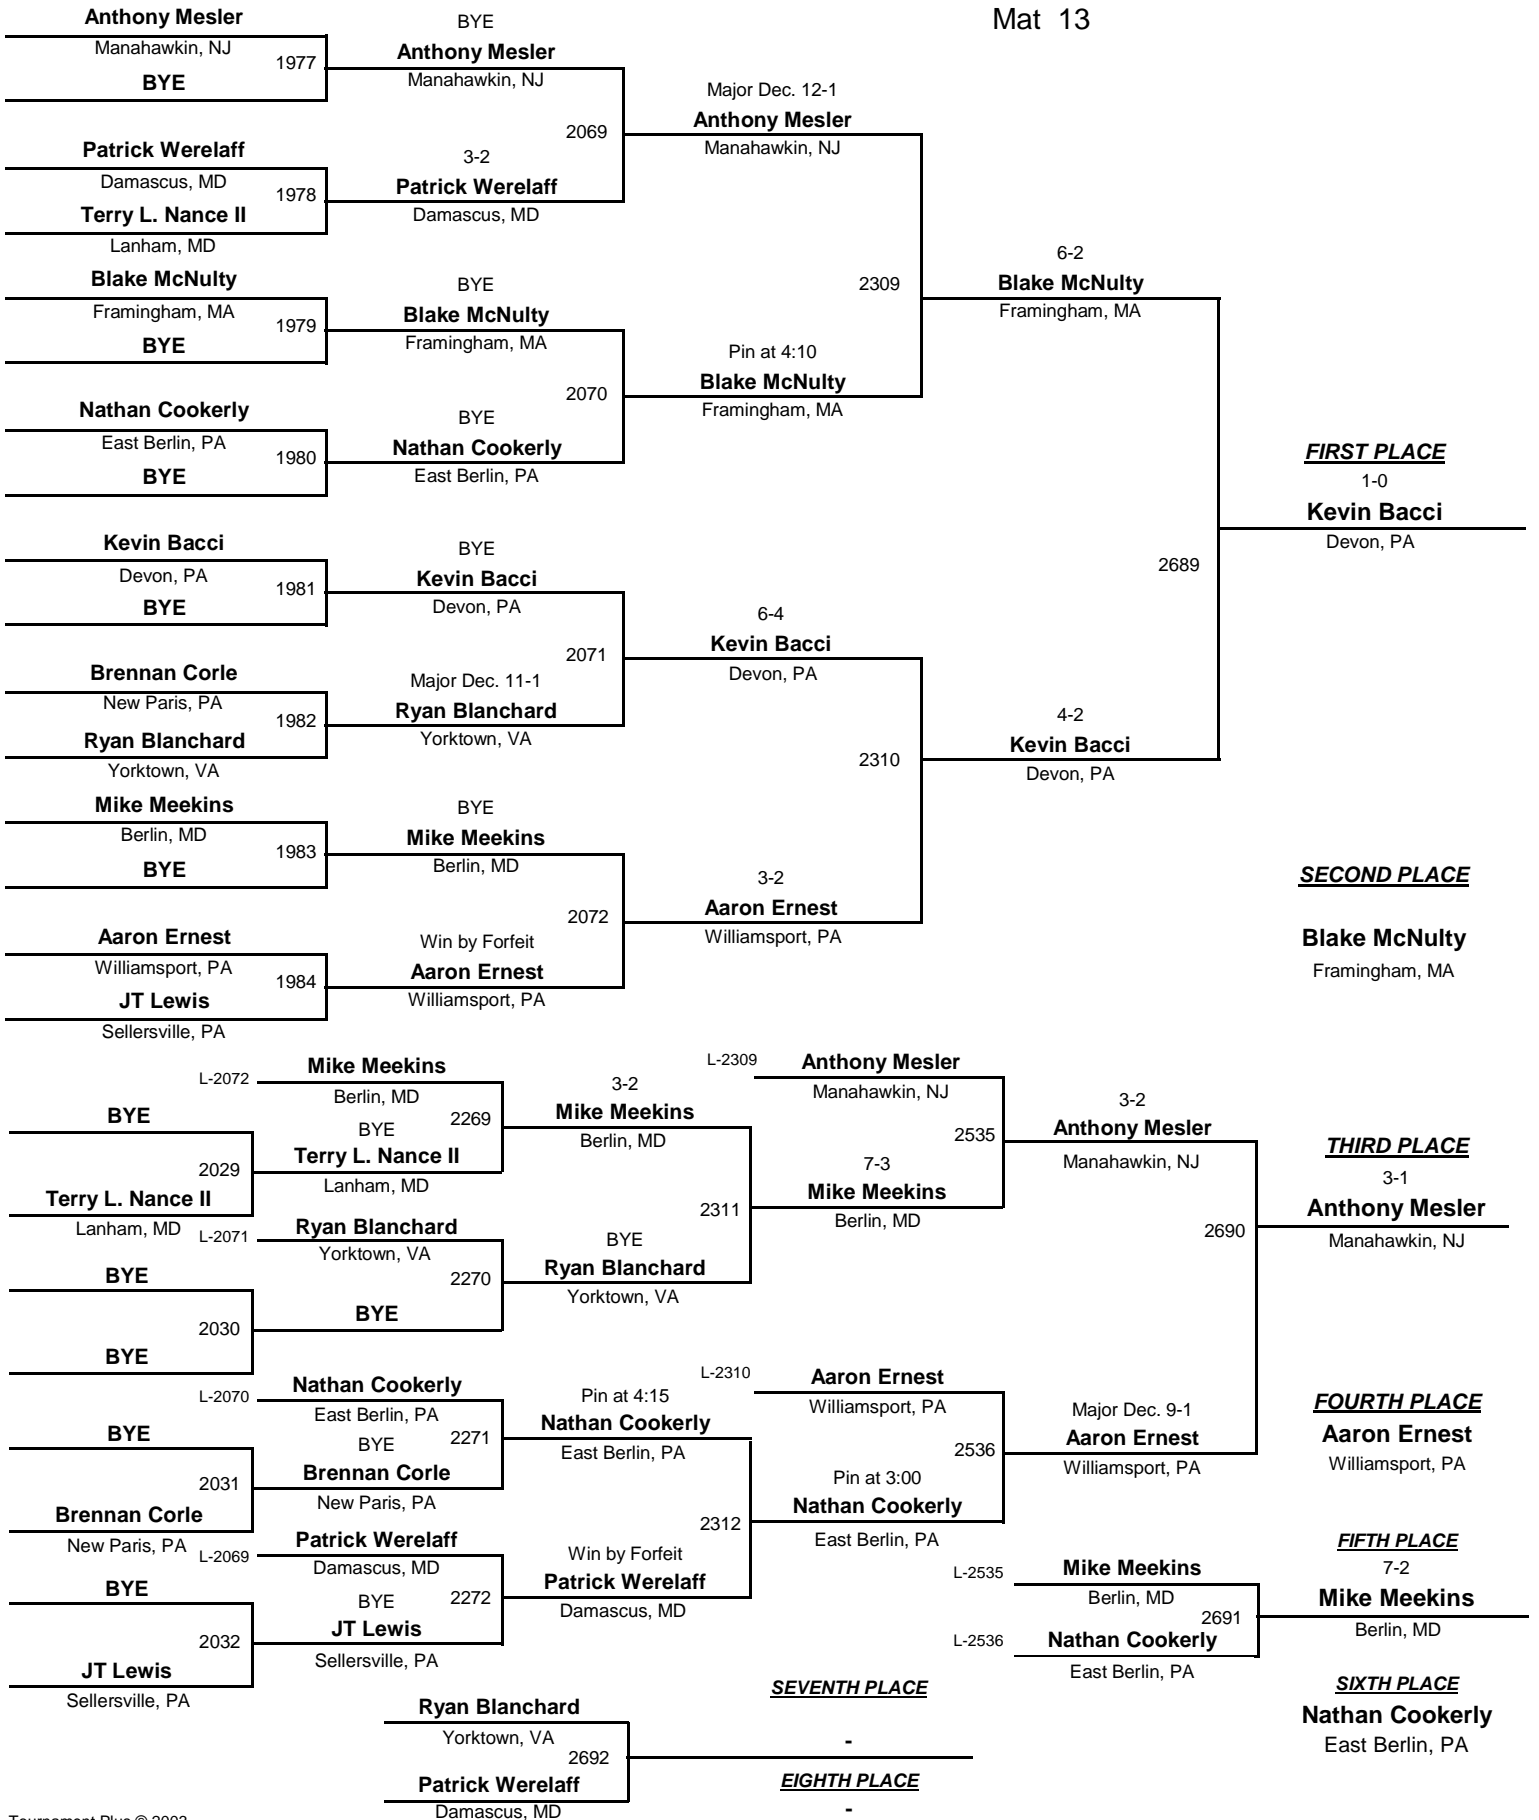 Mat 13
Anthony Mesler
Manahawkin, NJ
1977
BYE
Patrick Werelaff
Damascus, MD
1978
Terry L. Nance II
Lanham, MD
Blake McNulty
Framingham, MA
1979
BYE
Nathan Cookerly
East Berlin, PA
1980
BYE
Kevin Bacci
Devon, PA
1981
BYE
Brennan Corle
New Paris, PA
1982
Ryan Blanchard
Yorktown, VA
Mike Meekins
Berlin, MD
1983
BYE
Aaron Ernest
Williamsport, PA
1984
JT Lewis
Sellersville, PA
BYE
Anthony Mesler
Manahawkin, NJ
2069
3-2
Patrick Werelaff
Damascus, MD
BYE
Blake McNulty
Framingham, MA
2070
BYE
Nathan Cookerly
East Berlin, PA
BYE
Kevin Bacci
Devon, PA
2071
Major Dec. 11-1
Ryan Blanchard
Yorktown, VA
BYE
Mike Meekins
Berlin, MD
2072
Win by Forfeit
Aaron Ernest
Williamsport, PA
Major Dec. 12-1
Anthony Mesler
Manahawkin, NJ
2309
Pin at 4:10
Blake McNulty
Framingham, MA
6-4
Kevin Bacci
Devon, PA
2310
3-2
Aaron Ernest
Williamsport, PA
6-2
Blake McNulty
Framingham, MA
2689
4-2
Kevin Bacci
Devon, PA
FIRST PLACE
1-0
Kevin Bacci
Devon, PA
SECOND PLACE
Blake McNulty
Framingham, MA
BYE
2029
Terry L. Nance II
Lanham, MD
BYE
2030
BYE
BYE
2031
Brennan Corle
New Paris, PA
BYE
2032
JT Lewis
Sellersville, PA
L-2072
Mike Meekins
Berlin, MD
2269
BYE
Terry L. Nance II
Lanham, MD
L-2071
Ryan Blanchard
Yorktown, VA
2270
BYE
L-2070
Nathan Cookerly
East Berlin, PA
2271
BYE
Brennan Corle
New Paris, PA
L-2069
Patrick Werelaff
Damascus, MD
2272
BYE
JT Lewis
Sellersville, PA
3-2
Mike Meekins
Berlin, MD
2311
BYE
Ryan Blanchard
Yorktown, VA
Pin at 4:15
Nathan Cookerly
East Berlin, PA
2312
Win by Forfeit
Patrick Werelaff
Damascus, MD
L-2309
Anthony Mesler
Manahawkin, NJ
2535
7-3
Mike Meekins
Berlin, MD
L-2310
Aaron Ernest
Williamsport, PA
2536
Pin at 3:00
Nathan Cookerly
East Berlin, PA
3-2
Anthony Mesler
Manahawkin, NJ
2690
Major Dec. 9-1
Aaron Ernest
Williamsport, PA
THIRD PLACE
3-1
Anthony Mesler
Manahawkin, NJ
FOURTH PLACE
Aaron Ernest
Williamsport, PA
L-2535
Mike Meekins
Berlin, MD
2691
L-2536
Nathan Cookerly
East Berlin, PA
FIFTH PLACE
7-2
Mike Meekins
Berlin, MD
SIXTH PLACE
Nathan Cookerly
East Berlin, PA
Ryan Blanchard
Yorktown, VA
2692
Patrick Werelaff
Damascus, MD
SEVENTH PLACE
-
EIGHTH PLACE
-